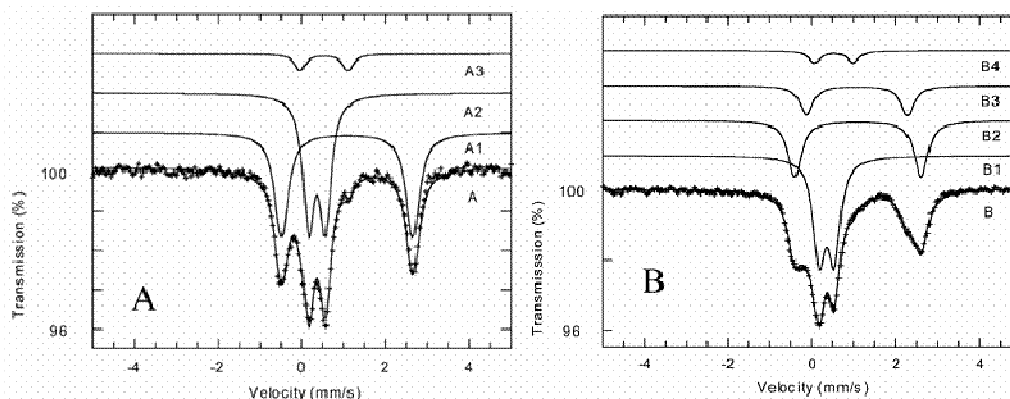 A3
A2
A1
100
A
Transmission (%)
A
96
-4 -2 0 2 4
Velocity (mm/s)
B4
B3
B2
B1
100
B
Transmisssion (%)
B
96
-4 -2 0 2 4
Velocity (mm/s)